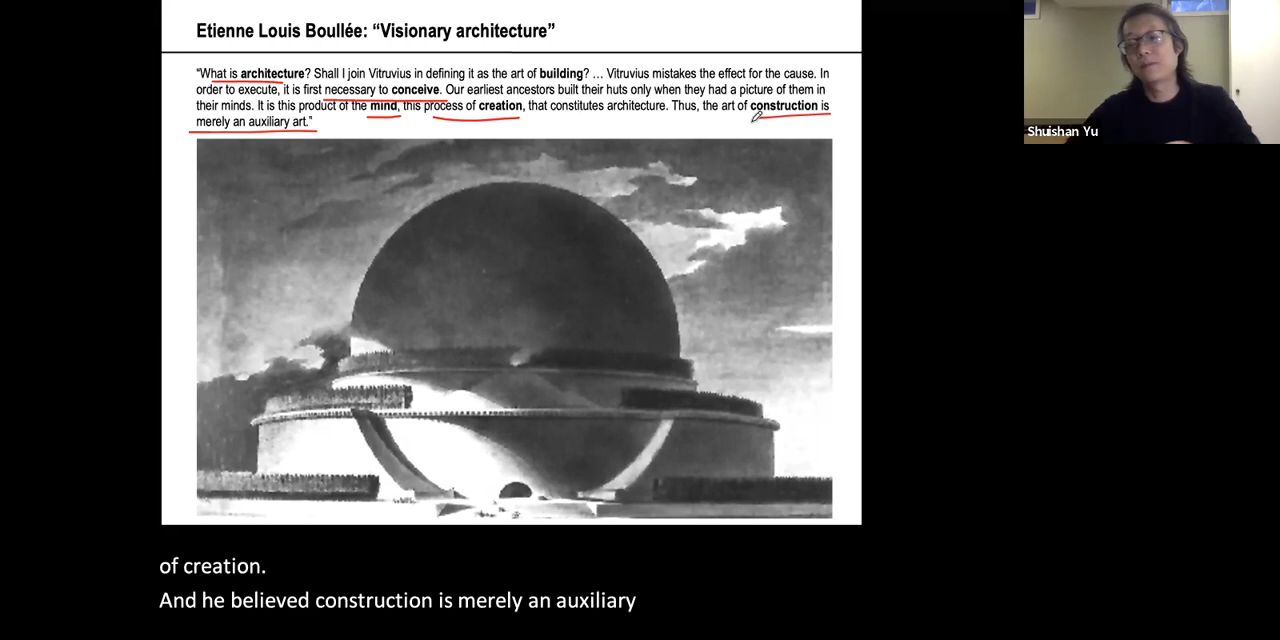 Etienne Louis Boullée: “Visionary architecture”
“What is architecture? Shall I join Vitruvius in defining it as the art of building? … Vitruvius mistakes the effect for the cause. In
order to execute, it is first necessary to conceive. Our earliest ancestors built their huts only when they had a picture of them in
their minds. It is this product of the mind, this process of creation, that constitutes architecture. Thus, the art of construction is
merely an auxiliary art.”
Shuishan Yu
of creation.
And he believed construction is merely an auxiliary